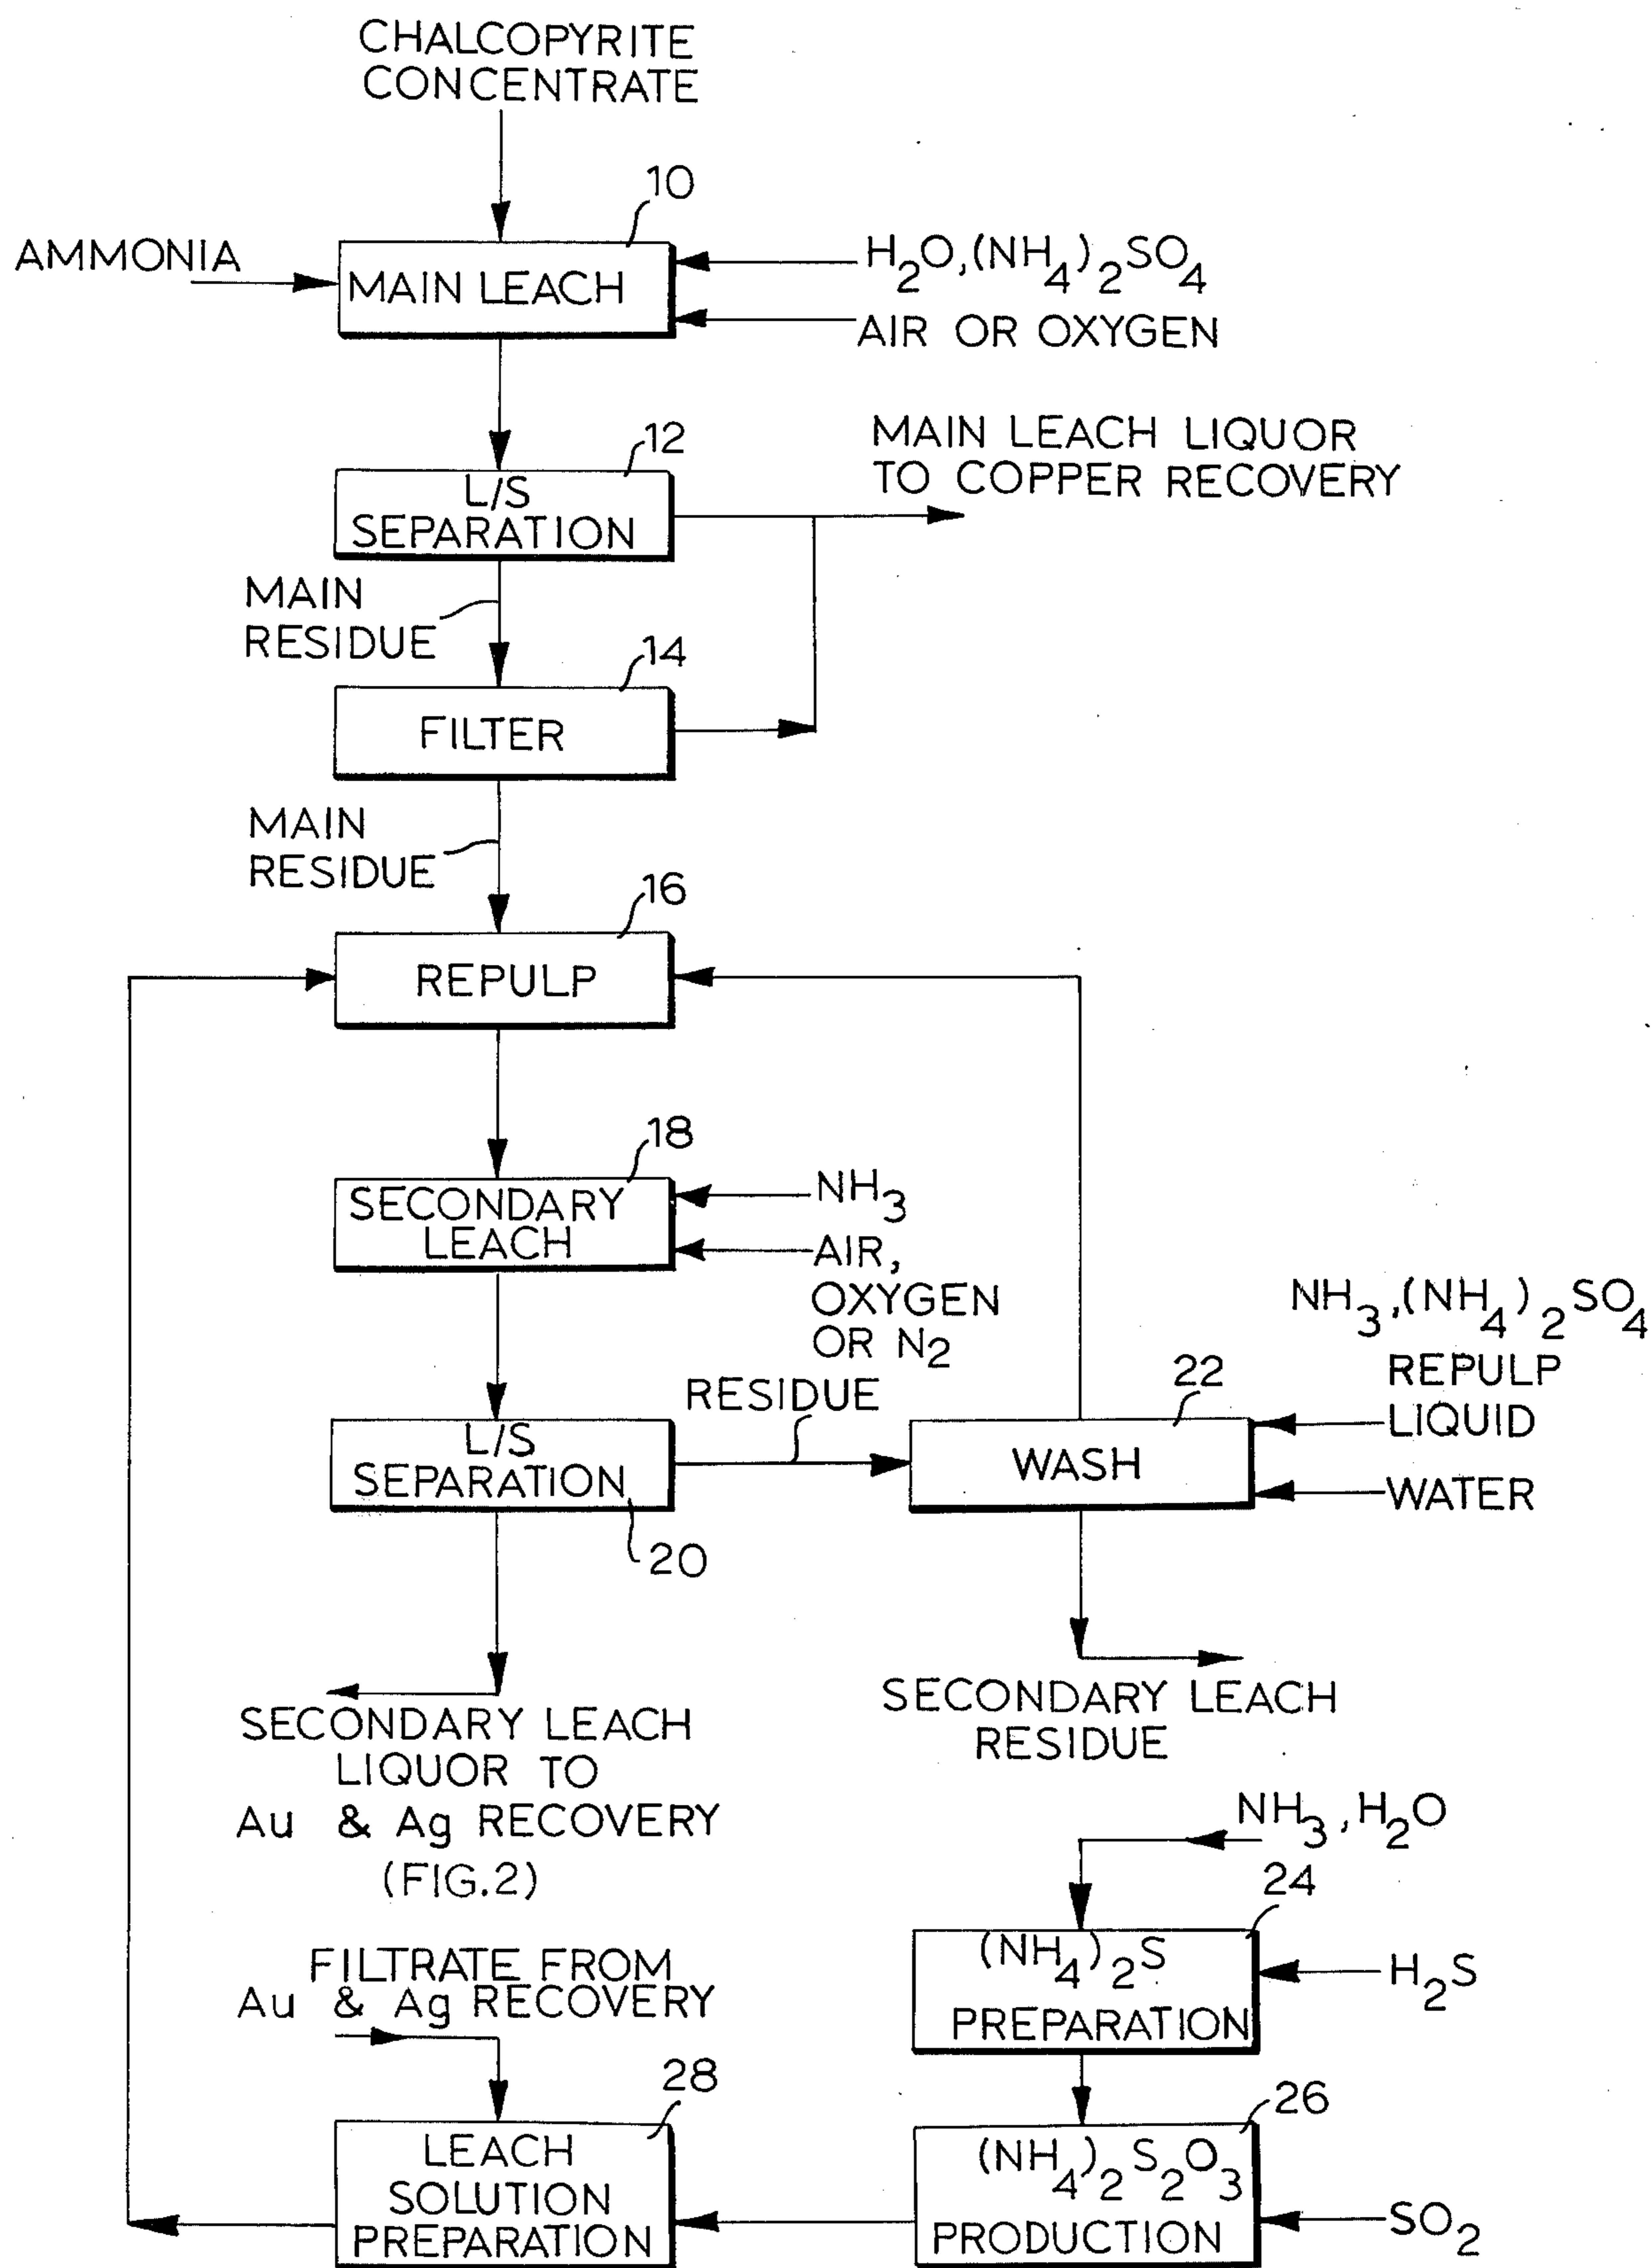 CHALCOPYRITE
CONCENTRATE
10
AMMONIA
MAIN LEACH
H2O,(NH4)2SO4
AIR OR OXYGEN
12
L/S
SEPARATION
MAIN LEACH LIQUOR
TO COPPER RECOVERY
MAIN
RESIDUE
14
FILTER
MAIN
RESIDUE
16
REPULP
18
SECONDARY
LEACH
NH3
AIR,
OXYGEN
OR N2
RESIDUE
L/S
SEPARATION
20
22
WASH
NH3,(NH4)2SO4
REPULP
LIQUID
WATER
SECONDARY LEACH
LIQUOR TO
Au & Ag RECOVERY
(FIG.2)
SECONDARY LEACH
RESIDUE
NH3,H2O
24
(NH4)2S
PREPARATION
H2S
FILTRATE FROM
Au & Ag RECOVERY
28
LEACH
SOLUTION
PREPARATION
26
(NH4)2S2O3
PRODUCTION
SO2